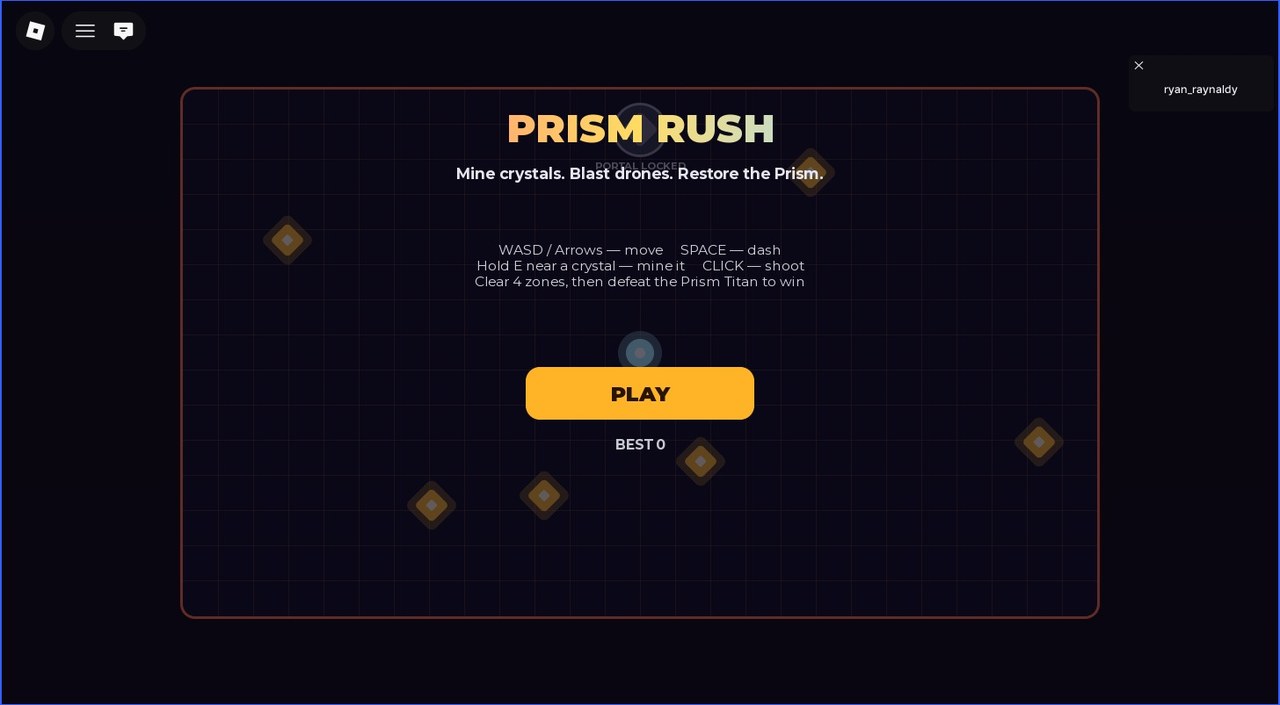 ryan_raynaldy
PRISM RUSH
PORTAL LOCKED
Mine crystals. Blast drones. Restore the Prism.
WASD / Arrows — move SPACE — dash
Hold E near a crystal — mine it CLICK — shoot
Clear 4 zones, then defeat the Prism Titan to win
PLAY
BEST 0